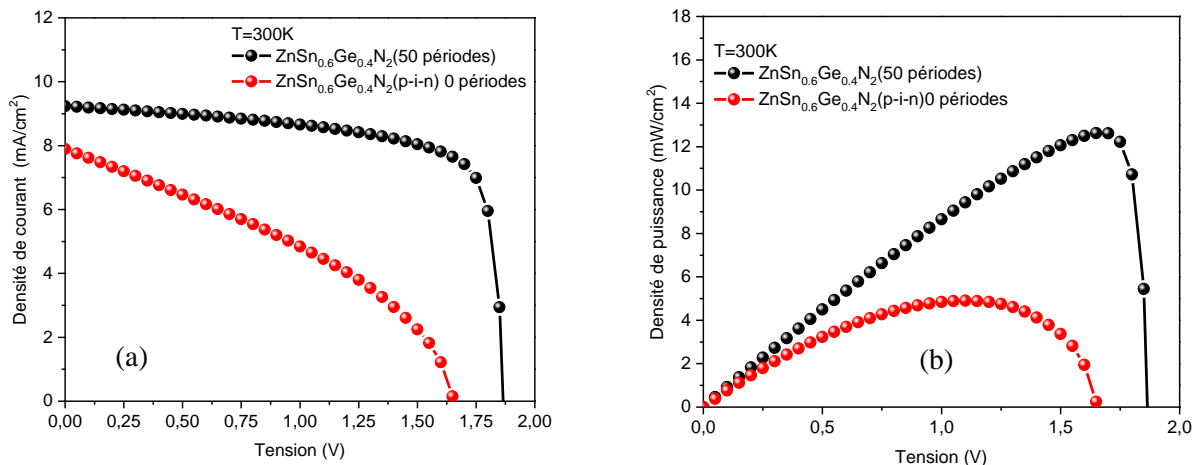 12
10
8
6
4
2
0
Densité de courant (mA/cm²)
T=300K
ZnSn₀.₆Ge₀.₄N₂(50 périodes)
ZnSn₀.₆Ge₀.₄N₂(p-i-n) 0 périodes
(a)
0,00 0,25 0,50 0,75 1,00 1,25 1,50 1,75 2,00
Tension (V)
18
16
14
12
10
8
6
4
2
0
Densité de puissance (mW/cm²)
T=300K
ZnSn₀.₆Ge₀.₄N₂(50 périodes)
ZnSn₀.₆Ge₀.₄N₂(p-i-n)0 périodes
(b)
0,0 0,5 1,0 1,5 2,0
Tension (V)